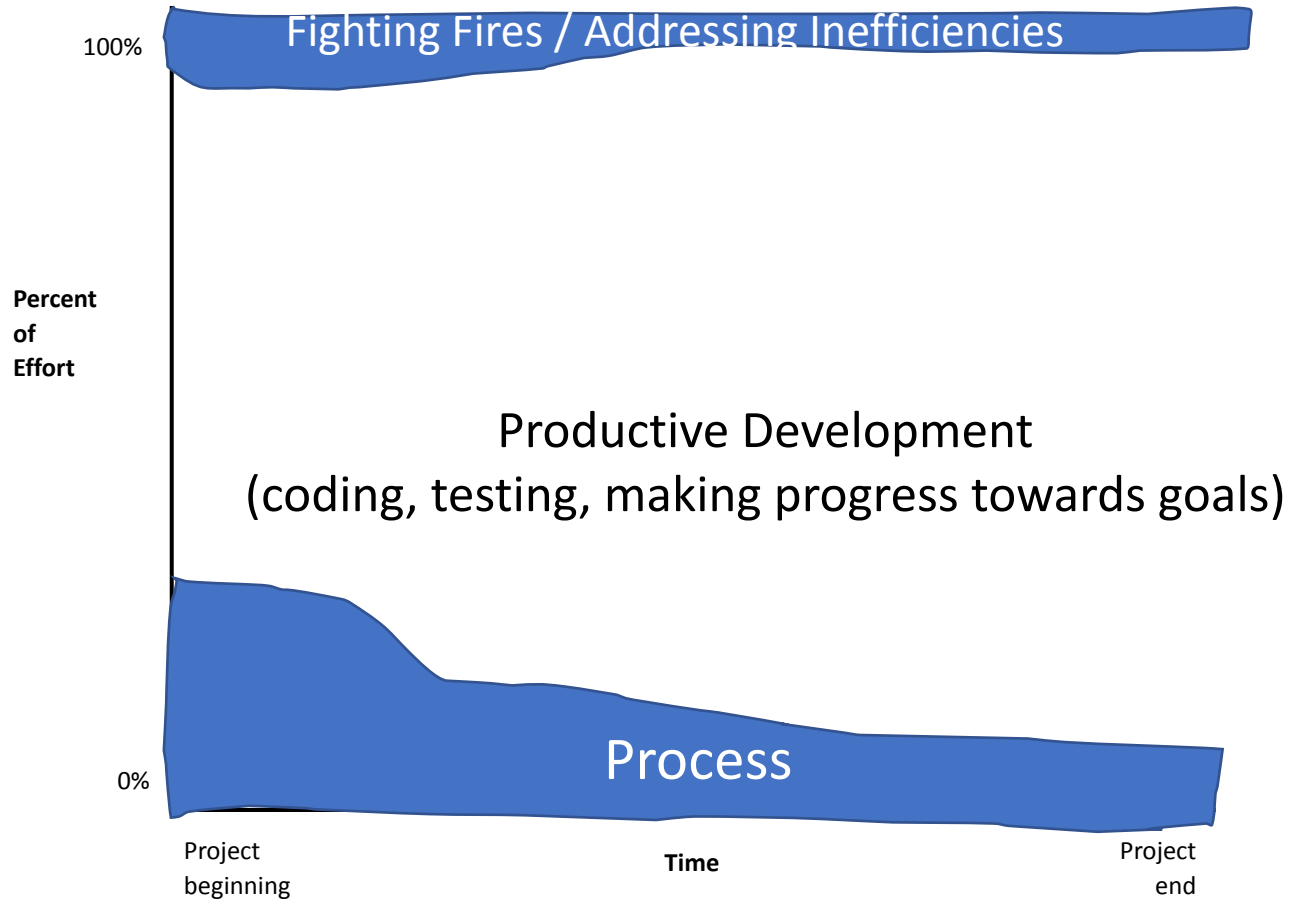 Fighting Fires / Addressing Inefficiencies
100%
Percent
of
Effort
Productive Development
(coding, testing, making progress towards goals)
Process
0%
Project
beginning
Time
Project
end